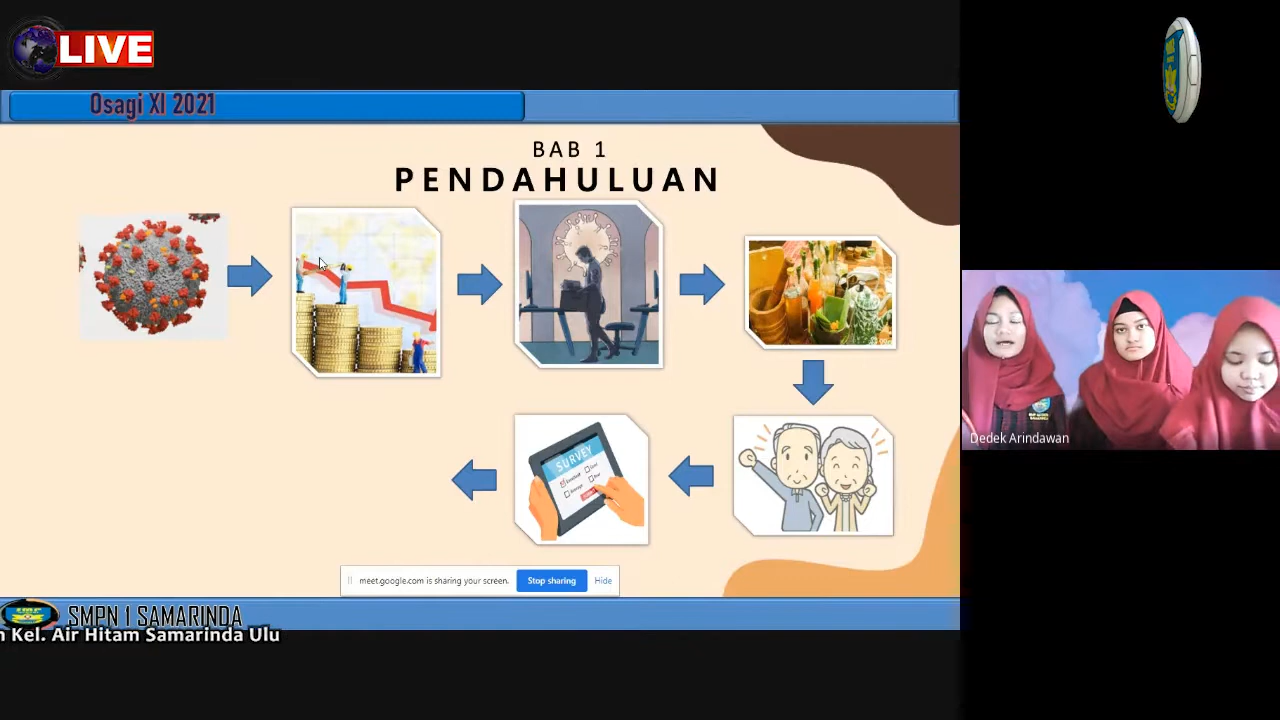 LIVE
Osagi XI 2021
BAB 1
PENDAHULUAN
SURVEY
Dedek Arindawan
meet.google.com is sharing your screen.
Stop sharing
Hide
SMPN 1 SAMARINDA
n Kel. Air Hitam Samarinda Ulu